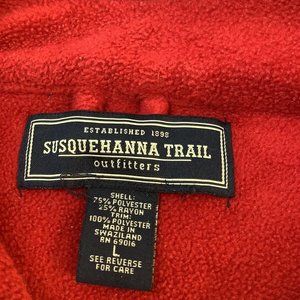 ESTABLISHED 1898
SUSQUEHANNA TRAIL
outfitters
SHELL:
75% POLYESTER
25% RAYON
TRIM:
100% POLYESTER
MADE IN
SWAZILAND
RN 69016
L
SEE REVERSE
FOR CARE